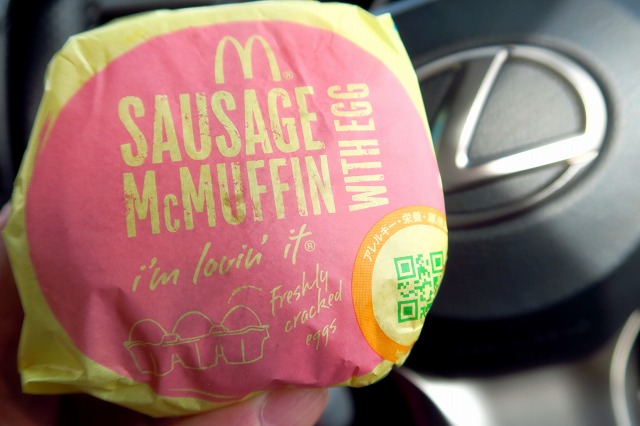 SAUSAGE
McMUFFIN
WITH EGG
i'm lovin' it®
Freshly
cracked
eggs
アレルギー・栄養・